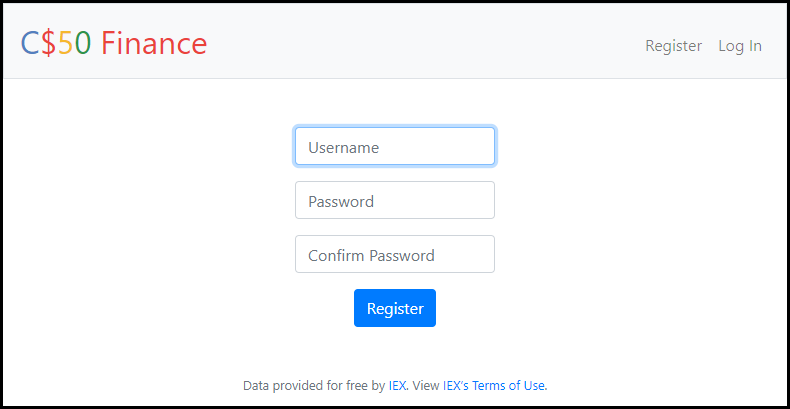 C$50 Finance
Register Log In
Username
Password
Confirm Password
Register
Data provided for free by IEX. View IEX's Terms of Use.